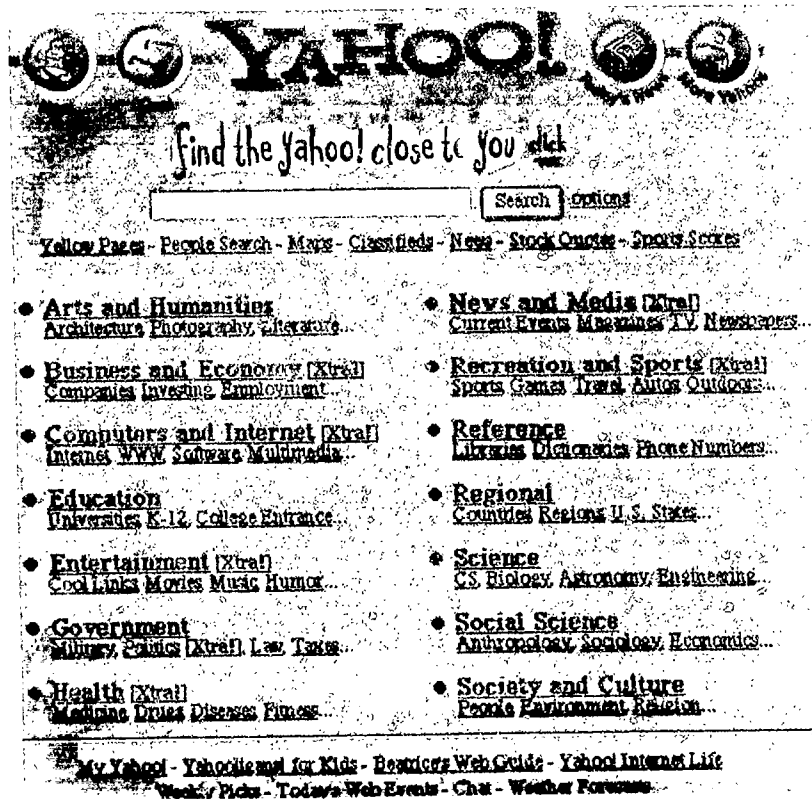 YAHOO!
Today's News
More Yahoos
find the yahoo! close to you click
Search options
Yellow Pages - People Search - Maps - Classifieds - News - Stock Quotes - Sports Scores
Arts and Humanities
Architecture, Photography, Literature...
Business and Economy [Xtra!]
Companies, Investing, Employment...
Computers and Internet [Xtra!]
Internet, WWW, Software, Multimedia...
Education
Universities, K-12, College Entrance...
Entertainment [Xtra!]
Cool Links, Movies, Music, Humor...
Government
Military, Politics [Xtra!], Law, Taxes...
Health [Xtra!]
Medicine, Drugs, Diseases, Fitness...
News and Media [Xtra!]
Current Events, Magazines, TV, Newspapers...
Recreation and Sports [Xtra!]
Sports, Games, Travel, Autos, Outdoors...
Reference
Libraries, Dictionaries, Phone Numbers...
Regional
Countries, Regions, U.S. States...
Science
CS, Biology, Astronomy, Engineering...
Social Science
Anthropology, Sociology, Economics...
Society and Culture
People, Environment, Religion...
My Yahoo! - Yahooligans! for Kids - Beatrice's Web Guide - Yahoo! Internet Life
Weekly Picks - Today's Web Events - Chat - Weather Forecasts